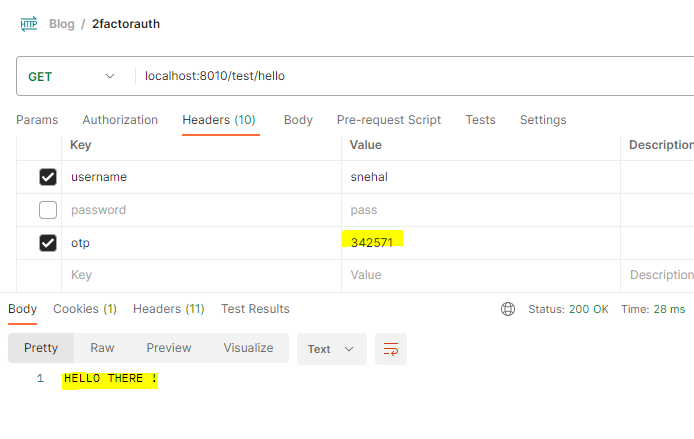 HTTP Blog / 2factorauth
GET localhost:8010/test/hello
Params Authorization Headers (10) Body Pre-request Script Tests Settings
Key Value Description
username snehal
password pass
otp 342571
Key Value Description
Body Cookies (1) Headers (11) Test Results Status: 200 OK Time: 28 ms
Pretty Raw Preview Visualize Text
1 HELLO THERE !